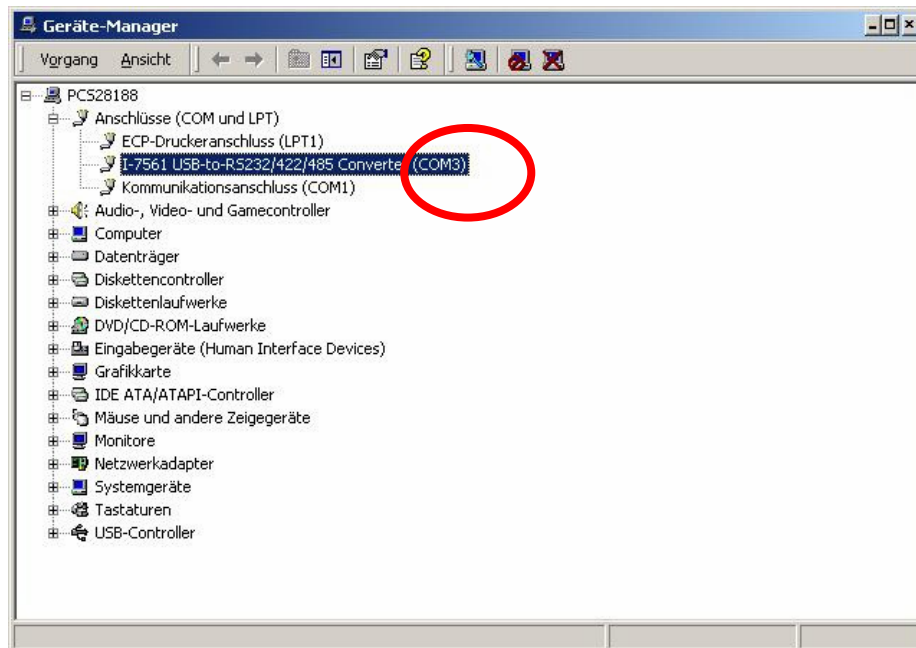 Geräte-Manager
Vorgang Ansicht
PC528188
Anschlüsse (COM und LPT)
ECP-Druckeranschluss (LPT1)
I-7561 USB-to-RS232/422/485 Converter (COM3)
Kommunikationsanschluss (COM1)
Audio-, Video- und Gamecontroller
Computer
Datenträger
Diskettencontroller
Diskettenlaufwerke
DVD/CD-ROM-Laufwerke
Eingabegeräte (Human Interface Devices)
Grafikkarte
IDE ATA/ATAPI-Controller
Mäuse und andere Zeigegeräte
Monitore
Netzwerkadapter
Systemgeräte
Tastaturen
USB-Controller